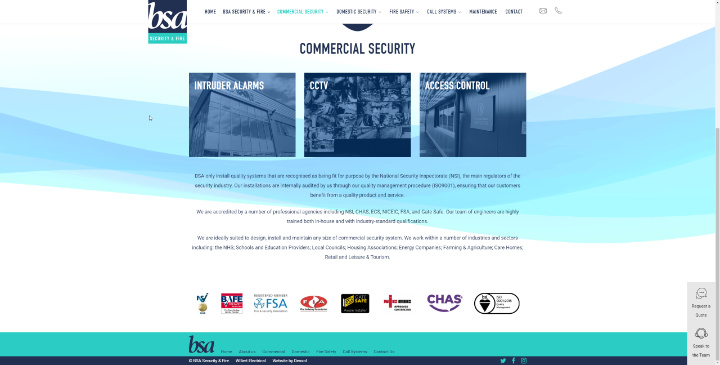 bsa
SECURITY & FIRE
HOME BSA SECURITY & FIRE COMMERCIAL SECURITY DOMESTIC SECURITY FIRE SAFETY CALL SYSTEMS MAINTENANCE CONTACT
COMMERCIAL SECURITY
INTRUDER ALARMS CCTV ACCESS CONTROL
BSA only install quality systems that are recognised as being fit for purpose by the National Security Inspectorate (NSI), the main regulators of the
security industry. Our installations are internally audited by us through our quality management procedure (ISO9001), ensuring that our customers
benefit from a quality product and service.
We are accredited by a number of professional agencies including NSI, CHAS, ECS, NICEIC, FSA, and Gate Safe. Our team of engineers are highly
trained both in-house and with industry-standard qualifications.
We are ideally suited to design, install and maintain any size of commercial security system. We work within a number of industries and sectors
including: the NHS; Schools and Education Providers; Local Councils; Housing Associations; Energy Companies; Farming & Agriculture; Care Homes;
Retail and Leisure & Tourism.
NSI BAFE FSA CHAS
Request a
Quote
Speak to
the Team
bsa Home About us Commercial Domestic Fire Safety Call Systems Contact Us
© BSA Security & Fire Willert Electrical Website by Denool